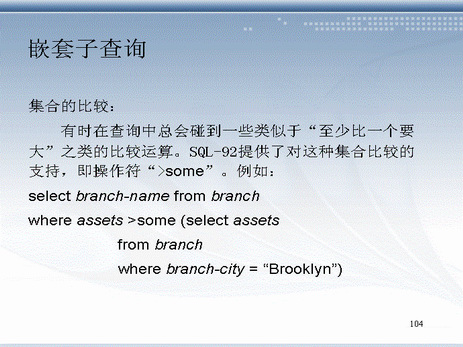 嵌套子查询
集合的比较：
有时在查询中总会碰到一些类似于“至少比一个要
大”之类的比较运算。SQL-92提供了对这种集合比较的
支持，即操作符“>some”。例如：
select branch-name from branch
where assets >some (select assets
from branch
where branch-city = “Brooklyn”)
104